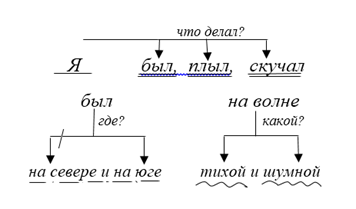 что делал?
Я был, плыл, скучал
был на волне
где? какой?
на севере и на юге тихой и шумной